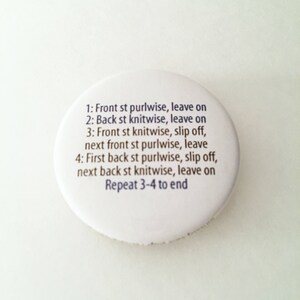 1: Front st purlwise, leave on
2: Back st knitwise, leave on
3: Front st knitwise, slip off,
next front st purlwise, leave
4: First back st purlwise, slip off,
next back st knitwise, leave on
Repeat 3-4 to end